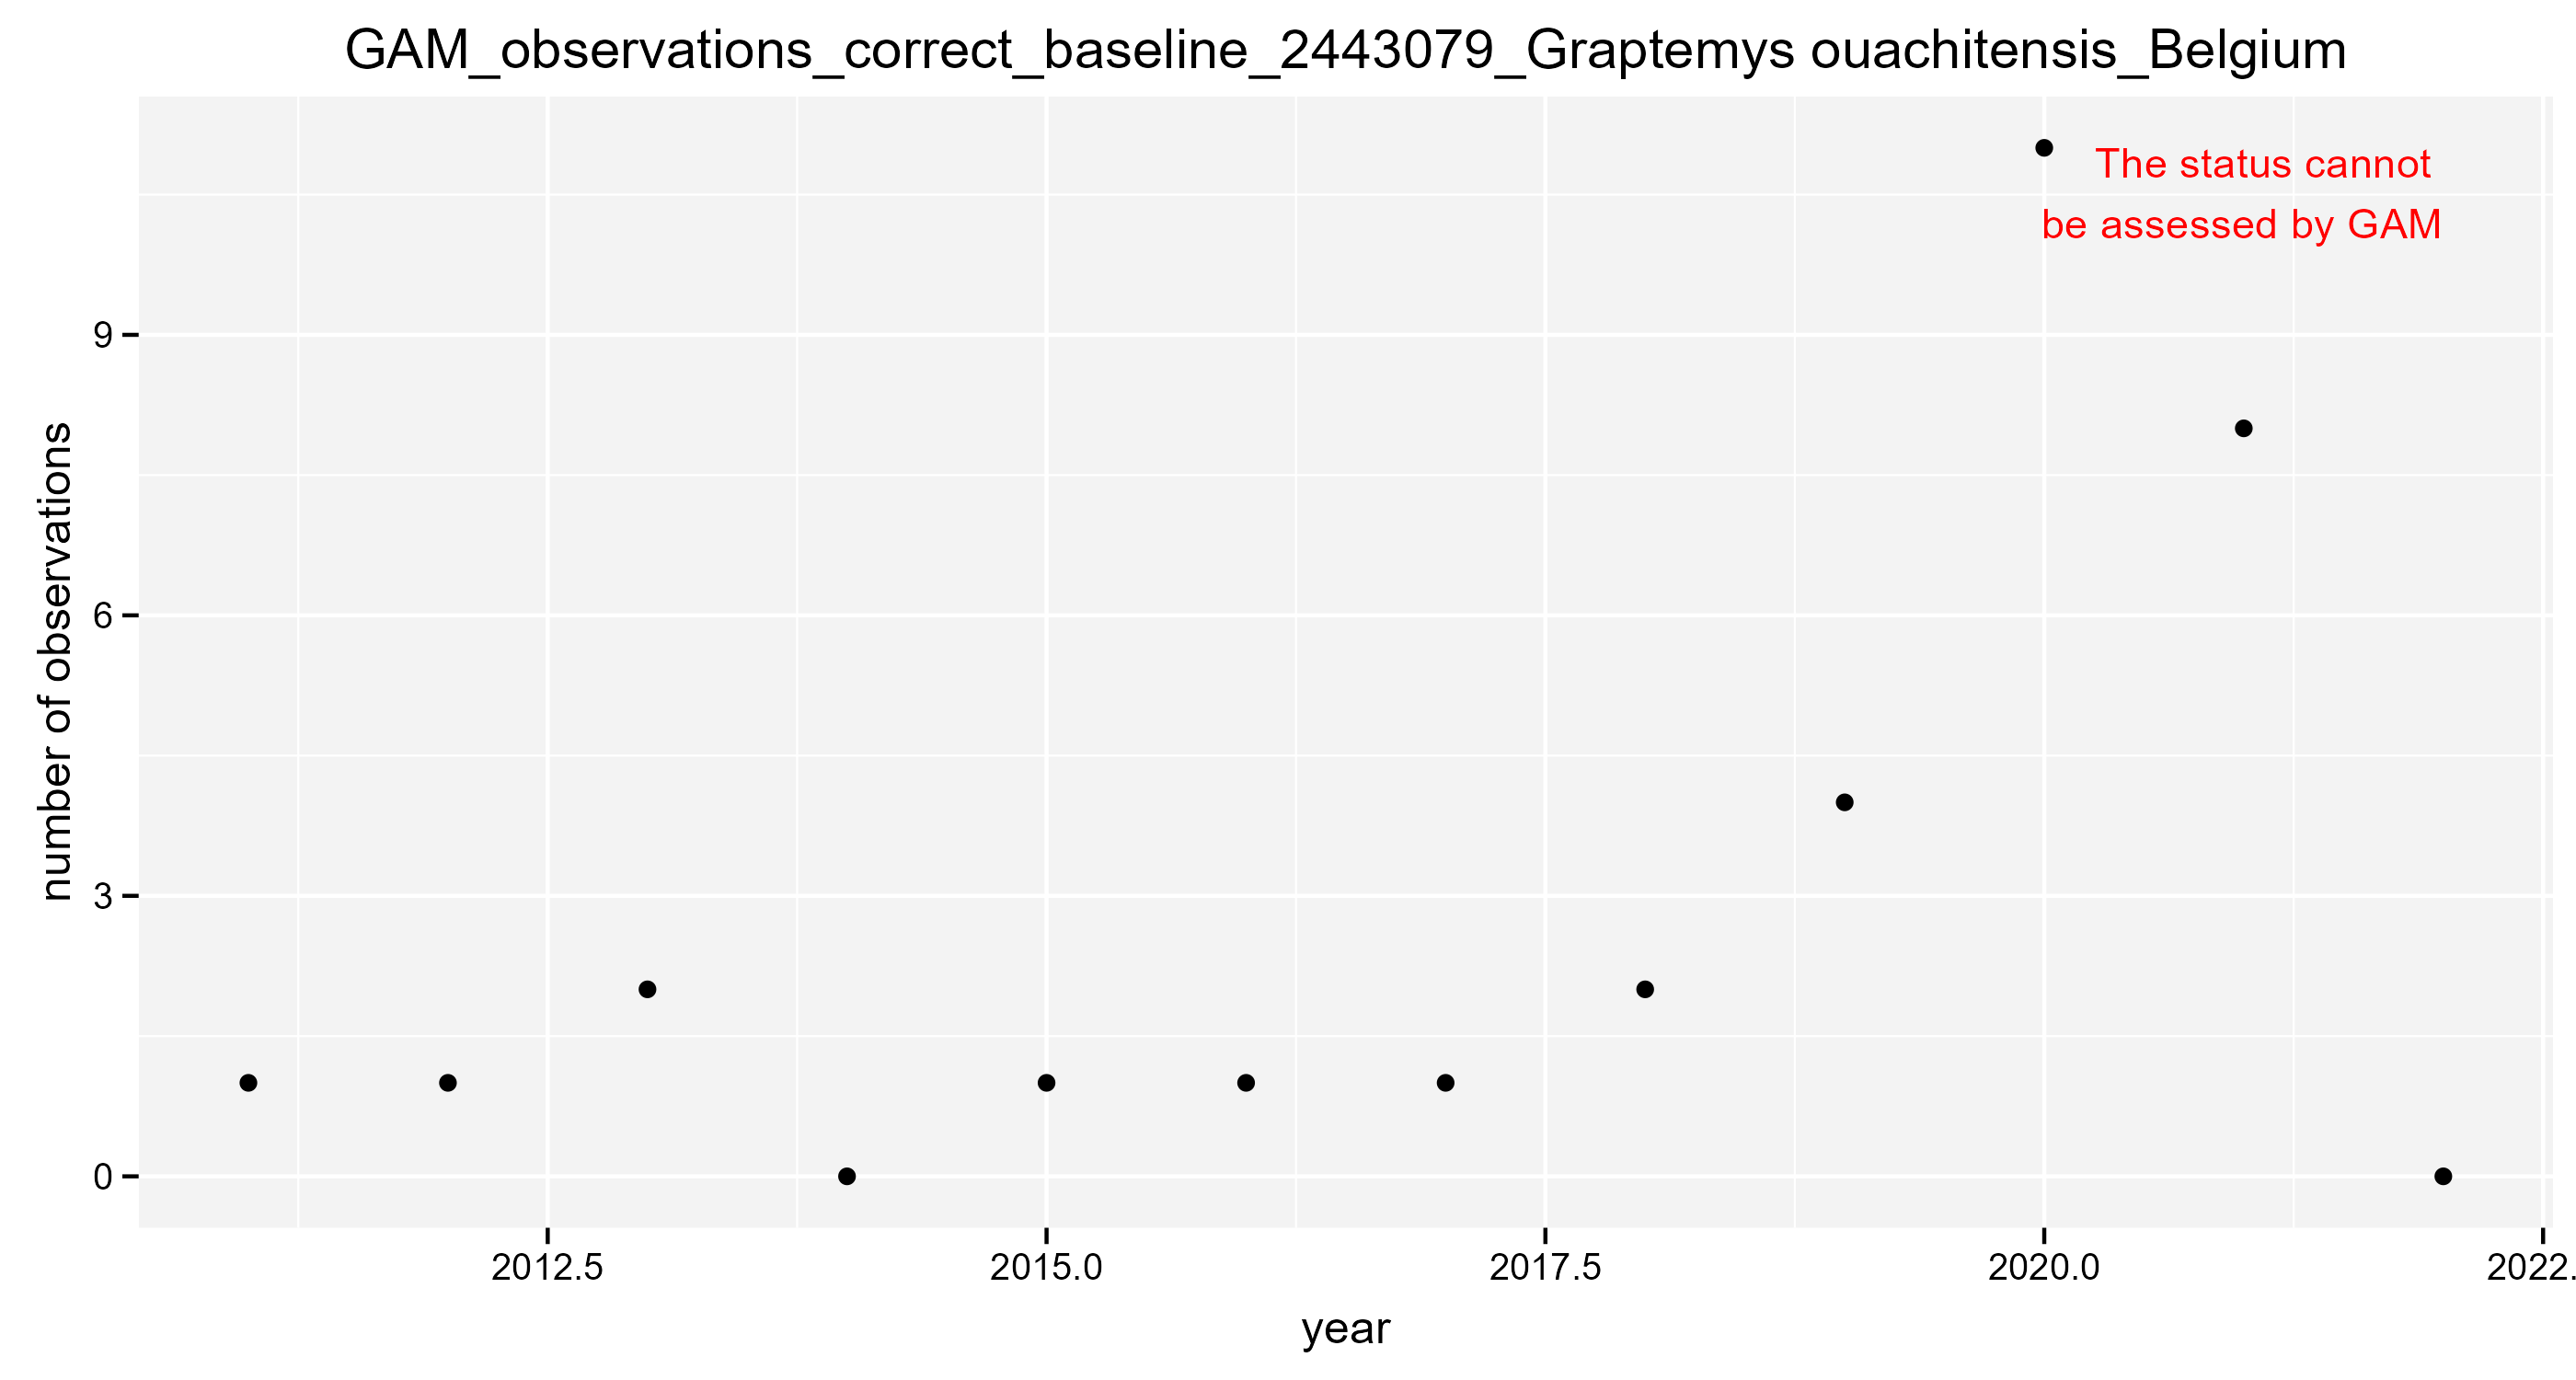 GAM_observations_correct_baseline_2443079_Graptemys ouachitensis_Belgium
The status cannot
be assessed by GAM
number of observations
9
6
3
0
2012.5
2015.0
2017.5
2020.0
2022.
year